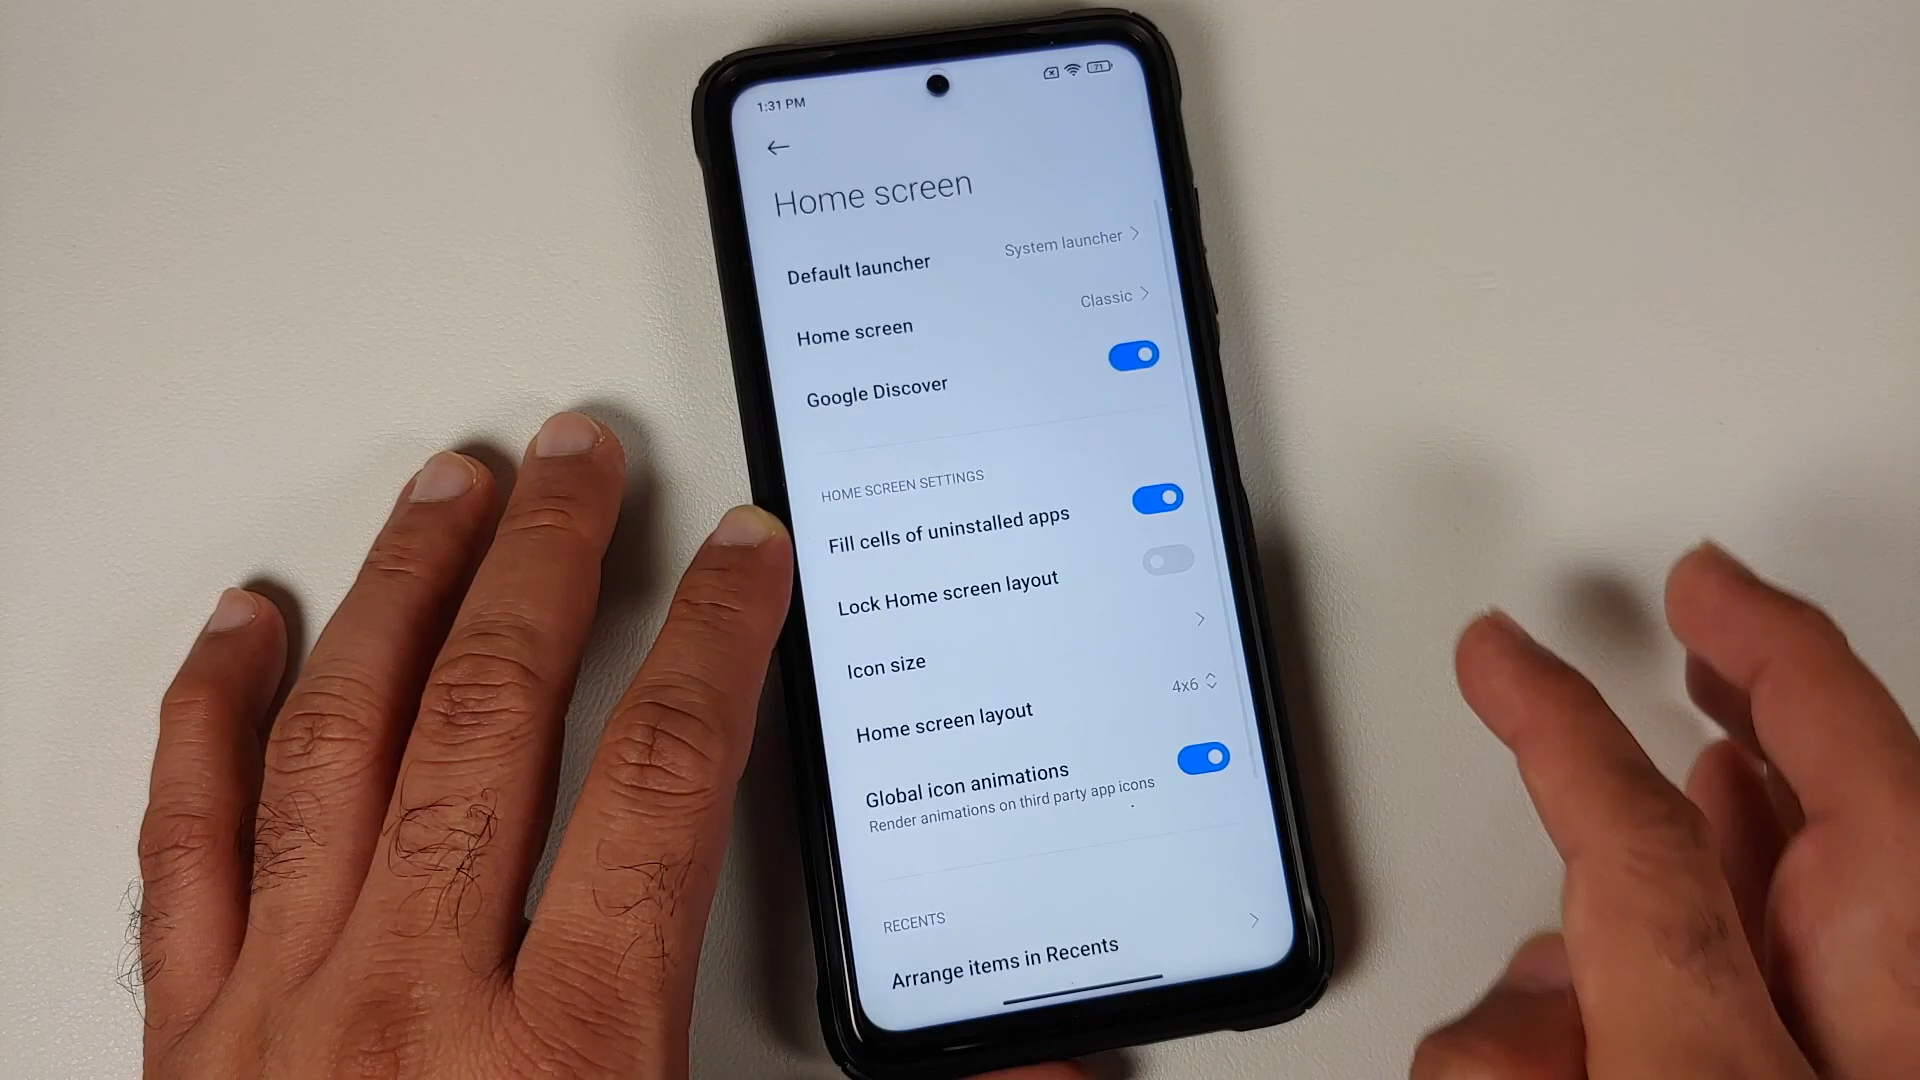 1:31 PM
71
Home screen
Default launcher
System launcher
Home screen
Classic
Google Discover
HOME SCREEN SETTINGS
Fill cells of uninstalled apps
Lock Home screen layout
Icon size
Home screen layout
4x6
Global icon animations
Render animations on third party app icons
RECENTS
Arrange items in Recents